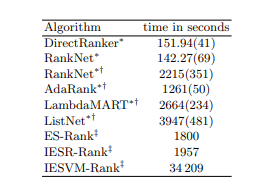 Algorithm time in seconds
DirectRanker* 151.94(41)
RankNet* 142.27(69)
RankNet*† 2215(351)
AdaRank*† 1261(50)
LambdaMART*† 2664(234)
ListNet*† 3947(481)
ES-Rank‡ 1800
IESR-Rank‡ 1957
IESVM-Rank‡ 34 209